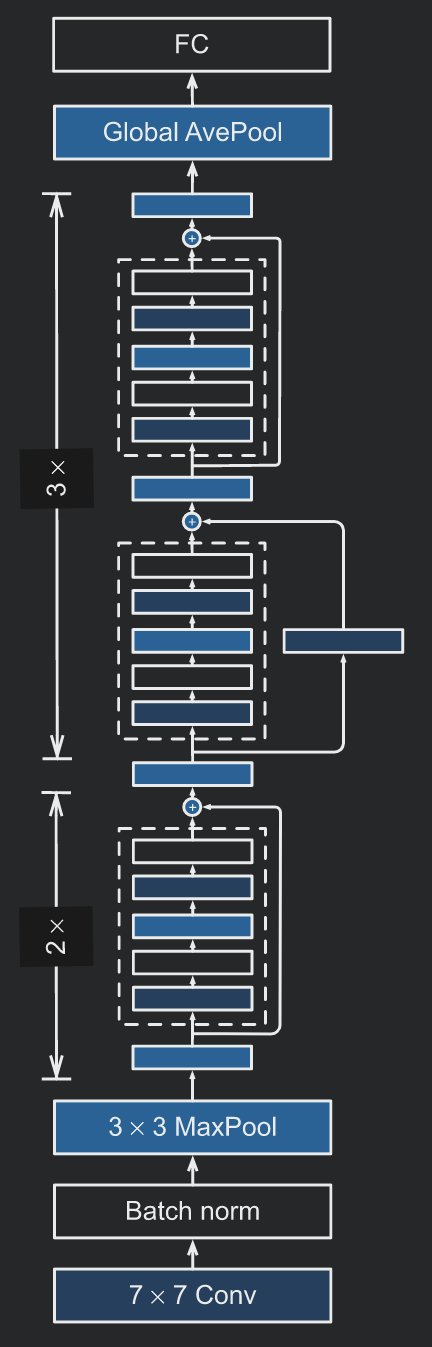 FC
Global AvePool
+
3 ×
+
+
2 ×
3 × 3 MaxPool
Batch norm
7 × 7 Conv